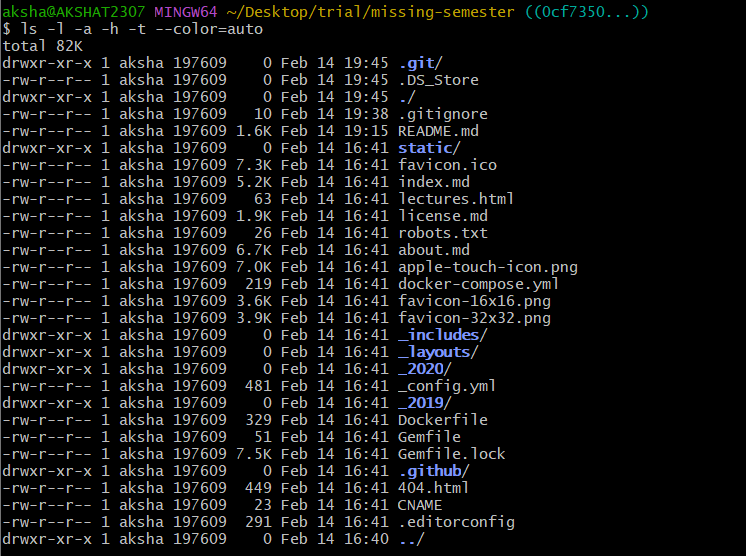 aksha@AKSHAT2307 MINGW64 ~/Desktop/trial/missing-semester ((0cf7350...))
$ ls -l -a -h -t --color=auto
total 82K
drwxr-xr-x 1 aksha 197609    0 Feb 14 19:45 .git/
-rw-r--r-- 1 aksha 197609    0 Feb 14 19:45 .DS_Store
drwxr-xr-x 1 aksha 197609    0 Feb 14 19:45 ./
-rw-r--r-- 1 aksha 197609   10 Feb 14 19:38 .gitignore
-rw-r--r-- 1 aksha 197609 1.6K Feb 14 19:15 README.md
drwxr-xr-x 1 aksha 197609    0 Feb 14 16:41 static/
-rw-r--r-- 1 aksha 197609 7.3K Feb 14 16:41 favicon.ico
-rw-r--r-- 1 aksha 197609 5.2K Feb 14 16:41 index.md
-rw-r--r-- 1 aksha 197609   63 Feb 14 16:41 lectures.html
-rw-r--r-- 1 aksha 197609 1.9K Feb 14 16:41 license.md
-rw-r--r-- 1 aksha 197609   26 Feb 14 16:41 robots.txt
-rw-r--r-- 1 aksha 197609 6.7K Feb 14 16:41 about.md
-rw-r--r-- 1 aksha 197609 7.0K Feb 14 16:41 apple-touch-icon.png
-rw-r--r-- 1 aksha 197609  219 Feb 14 16:41 docker-compose.yml
-rw-r--r-- 1 aksha 197609 3.6K Feb 14 16:41 favicon-16x16.png
-rw-r--r-- 1 aksha 197609 3.9K Feb 14 16:41 favicon-32x32.png
drwxr-xr-x 1 aksha 197609    0 Feb 14 16:41 _includes/
drwxr-xr-x 1 aksha 197609    0 Feb 14 16:41 _layouts/
drwxr-xr-x 1 aksha 197609    0 Feb 14 16:41 _2020/
-rw-r--r-- 1 aksha 197609  481 Feb 14 16:41 _config.yml
drwxr-xr-x 1 aksha 197609    0 Feb 14 16:41 _2019/
-rw-r--r-- 1 aksha 197609  329 Feb 14 16:41 Dockerfile
-rw-r--r-- 1 aksha 197609   51 Feb 14 16:41 Gemfile
-rw-r--r-- 1 aksha 197609 7.5K Feb 14 16:41 Gemfile.lock
drwxr-xr-x 1 aksha 197609    0 Feb 14 16:41 .github/
-rw-r--r-- 1 aksha 197609  449 Feb 14 16:41 404.html
-rw-r--r-- 1 aksha 197609   23 Feb 14 16:41 CNAME
-rw-r--r-- 1 aksha 197609  291 Feb 14 16:41 .editorconfig
drwxr-xr-x 1 aksha 197609    0 Feb 14 16:40 ../